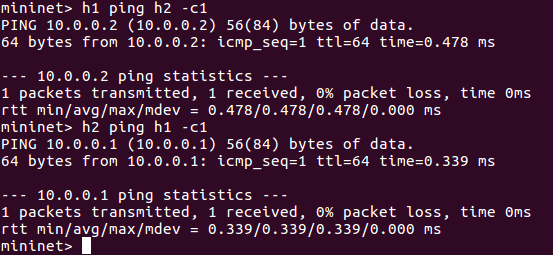 mininet> h1 ping h2 -c1
PING 10.0.0.2 (10.0.0.2) 56(84) bytes of data.
64 bytes from 10.0.0.2: icmp_seq=1 ttl=64 time=0.478 ms

--- 10.0.0.2 ping statistics ---
1 packets transmitted, 1 received, 0% packet loss, time 0ms
rtt min/avg/max/mdev = 0.478/0.478/0.478/0.000 ms
mininet> h2 ping h1 -c1
PING 10.0.0.1 (10.0.0.1) 56(84) bytes of data.
64 bytes from 10.0.0.1: icmp_seq=1 ttl=64 time=0.339 ms

--- 10.0.0.1 ping statistics ---
1 packets transmitted, 1 received, 0% packet loss, time 0ms
rtt min/avg/max/mdev = 0.339/0.339/0.339/0.000 ms
mininet>